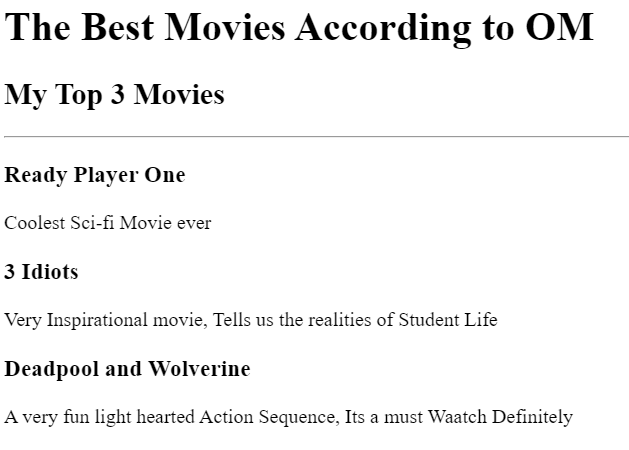 The Best Movies According to OM
My Top 3 Movies
Ready Player One
Coolest Sci-fi Movie ever
3 Idiots
Very Inspirational movie, Tells us the realities of Student Life
Deadpool and Wolverine
A very fun light hearted Action Sequence, Its a must Waatch Definitely